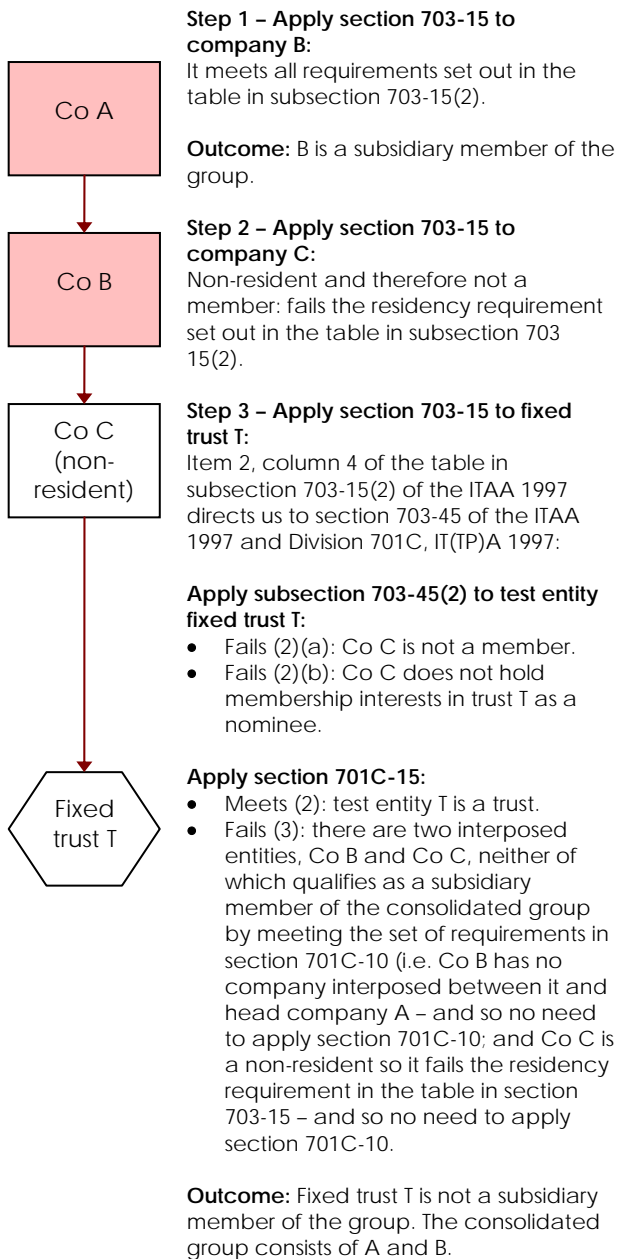 Step 1 – Apply section 703-15 to
company B:
It meets all requirements set out in the
table in subsection 703-15(2).
Co A
Outcome: B is a subsidiary member of the
group.
Step 2 – Apply section 703-15 to
company C:
Co B
Non-resident and therefore not a
member: fails the residency requirement
set out in the table in subsection 703
15(2).
Co C
(non-
resident)
Step 3 – Apply section 703-15 to fixed
trust T:
Item 2, column 4 of the table in
subsection 703-15(2) of the ITAA 1997
directs us to section 703-45 of the ITAA
1997 and Division 701C, IT(TP)A 1997:
Apply subsection 703-45(2) to test entity
fixed trust T:
• Fails (2)(a): Co C is not a member.
• Fails (2)(b): Co C does not hold
membership interests in trust T as a
nominee.
Fixed
trust T
Apply section 701C-15:
• Meets (2): test entity T is a trust.
• Fails (3): there are two interposed
entities, Co B and Co C, neither of
which qualifies as a subsidiary
member of the consolidated group
by meeting the set of requirements in
section 701C-10 (i.e. Co B has no
company interposed between it and
head company A – and so no need
to apply section 701C-10; and Co C is
a non-resident so it fails the residency
requirement in the table in section
703-15 – and so no need to apply
section 701C-10.
Outcome: Fixed trust T is not a subsidiary
member of the group. The consolidated
group consists of A and B.